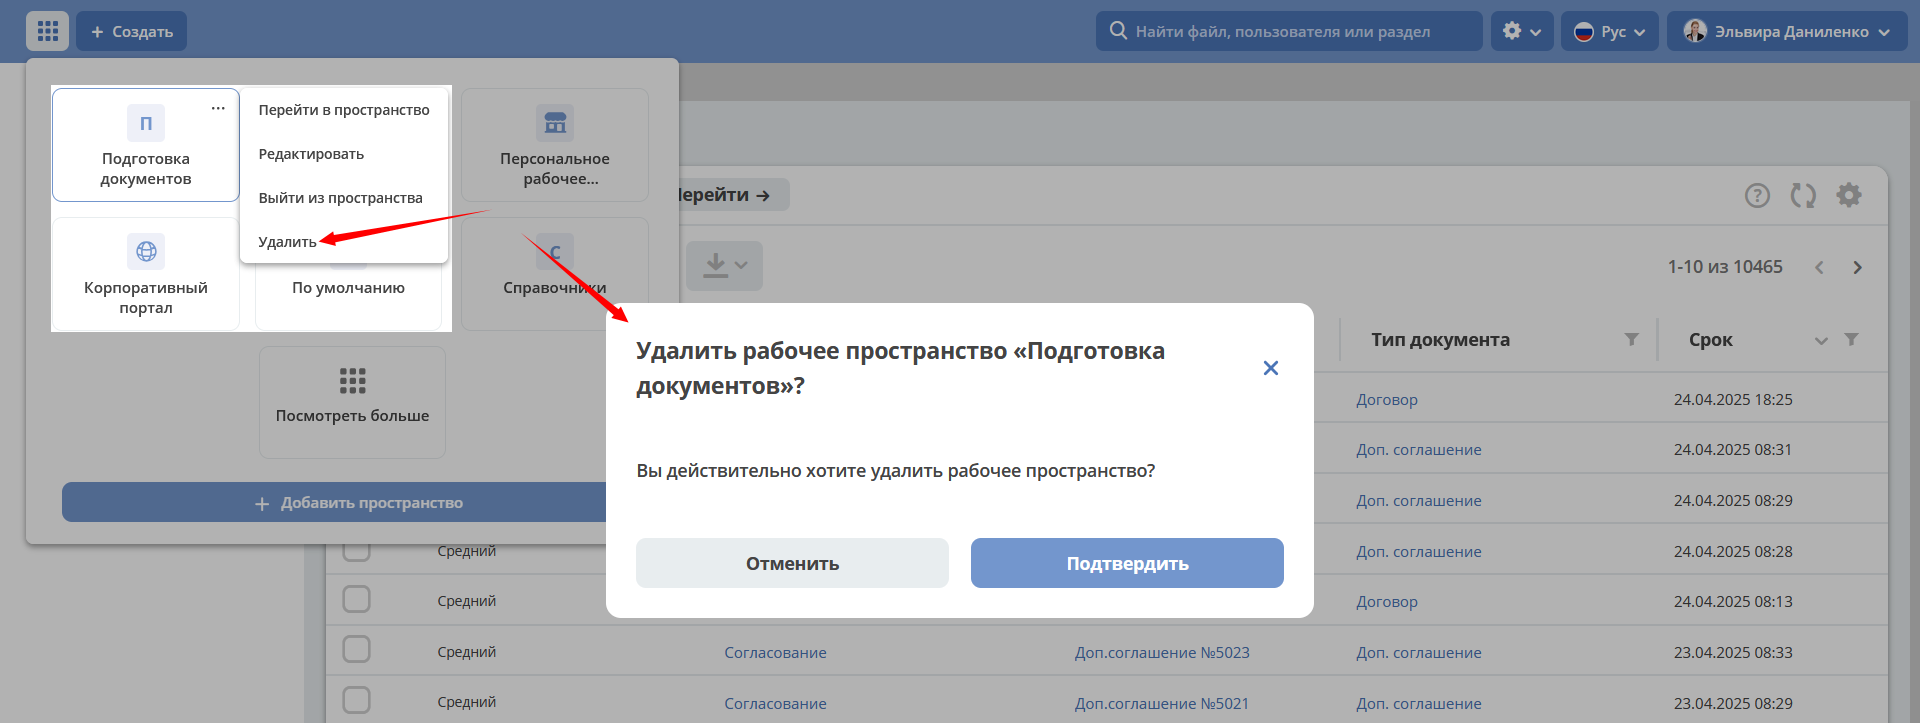 Создать
Найти файл, пользователя или раздел
Рус
Эльвира Даниленко
П
Подготовка
документов
Перейти в пространство
Редактировать
Выйти из пространства
Удалить
Персональное
рабочее...
Корпоративный
портал
По умолчанию
С
Справочники
Посмотреть больше
Добавить пространство
ерейти →
1-10 из 10465
Тип документа
Срок
Удалить рабочее пространство «Подготовка
документов»?
Вы действительно хотите удалить рабочее пространство?
Отменить
Подтвердить
Договор 24.04.2025 18:25
Доп. соглашение 24.04.2025 08:31
Доп. соглашение 24.04.2025 08:29
Средний Доп. соглашение 24.04.2025 08:28
Средний Договор 24.04.2025 08:13
Средний Согласование Доп.соглашение №5023 Доп. соглашение 23.04.2025 08:33
Средний Согласование Доп.соглашение №5021 Доп. соглашение 23.04.2025 08:29